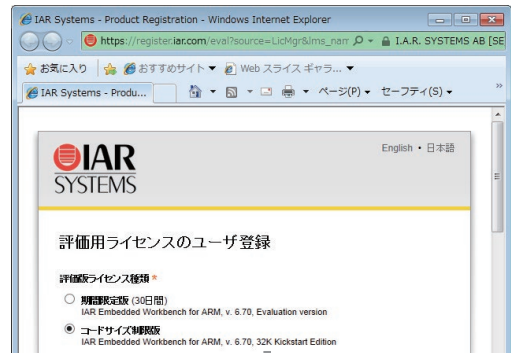 IAR Systems - Product Registration - Windows Internet Explorer
https://register.iar.com/eval?source=LicMgr&lms_narr
I.A.R. SYSTEMS AB [SE
お気に入り おすすめサイト Web スライス ギャラ...
IAR Systems - Produ... ページ(P) セーフティ(S) »
IAR
SYSTEMS
English・日本語
評価用ライセンスのユーザ登録
評価版ライセンス種類 *
期間限定版 (30日間)
IAR Embedded Workbench for ARM, v. 6.70, Evaluation version
コードサイズ制限版
IAR Embedded Workbench for ARM, v. 6.70, 32K Kickstart Edition